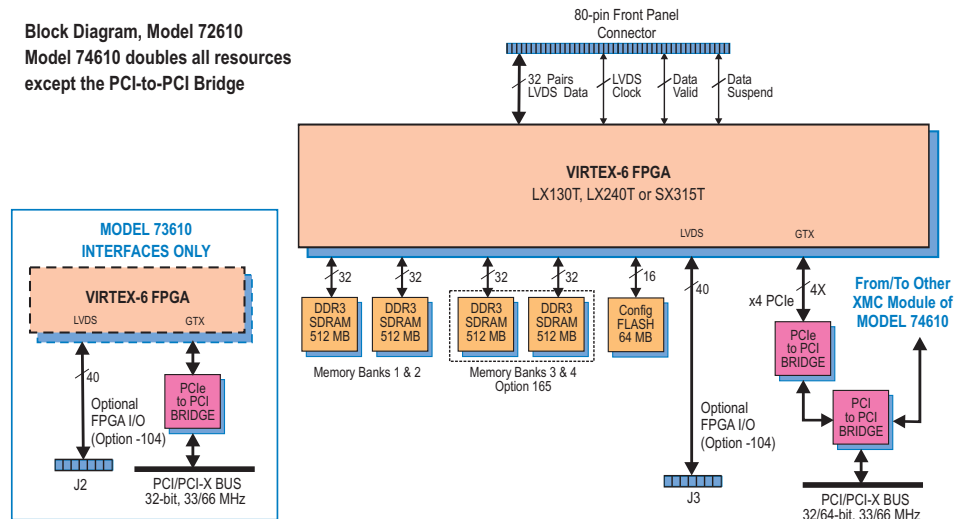 Block Diagram, Model 72610
Model 74610 doubles all resources
except the PCI-to-PCI Bridge
80-pin Front Panel
Connector
32 Pairs
LVDS Data
LVDS
Clock
Data
Valid
Data
Suspend
VIRTEX-6 FPGA
LX130T, LX240T or SX315T
LVDS
GTX
MODEL 73610
INTERFACES ONLY
VIRTEX-6 FPGA
LVDS
GTX
40
PCIe
to PCI
BRIDGE
Optional
FPGA I/O
(Option -104)
J2
PCI/PCI-X BUS
32-bit, 33/66 MHz
32
32
32
32
16
40
4X
x4 PCIe
DDR3
SDRAM
512 MB
DDR3
SDRAM
512 MB
DDR3
SDRAM
512 MB
DDR3
SDRAM
512 MB
Config
FLASH
64 MB
Memory Banks 1 & 2
Memory Banks 3 & 4
Option 165
From/To Other
XMC Module of
MODEL 74610
PCIe
to PCI
BRIDGE
PCI
to PCI
BRIDGE
Optional
FPGA I/O
(Option -104)
J3
PCI/PCI-X BUS
32/64-bit, 33/66 MHz